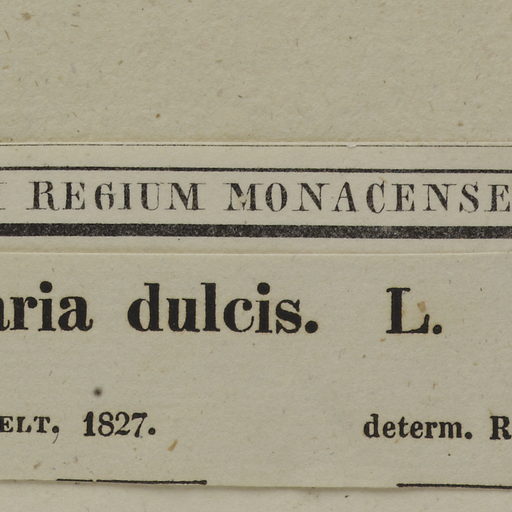 REGIUM MONACENSE
aria dulcis. L.
ELT, 1827. determ. R